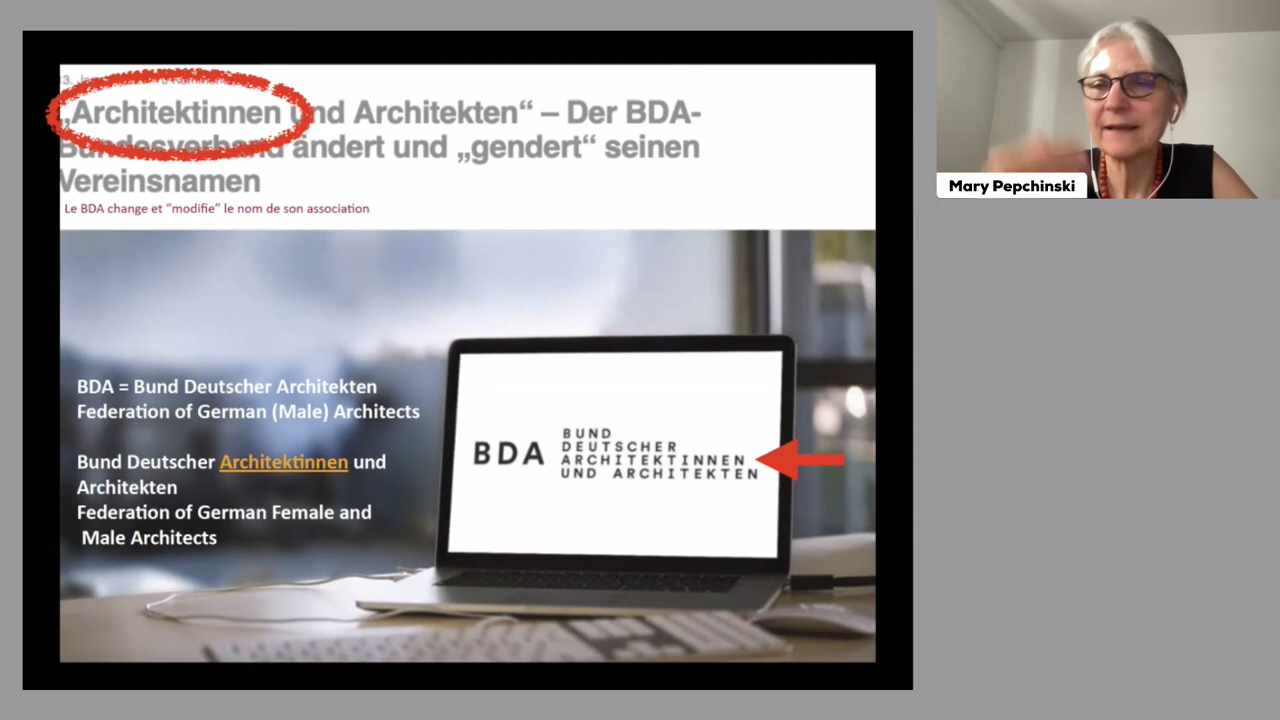 „Architektinnen und Architekten“ – Der BDA-
Bundesverband ändert und „gendert“ seinen
Vereinsnamen
Le BDA change et “modifie” le nom de son association
BDA = Bund Deutscher Architekten
Federation of German (Male) Architects
Bund Deutscher Architektinnen und
Architekten
Federation of German Female and
Male Architects
BDA
BUND
DEUTSCHER
ARCHITEKTINNEN
UND ARCHITEKTEN
Mary Pepchinski